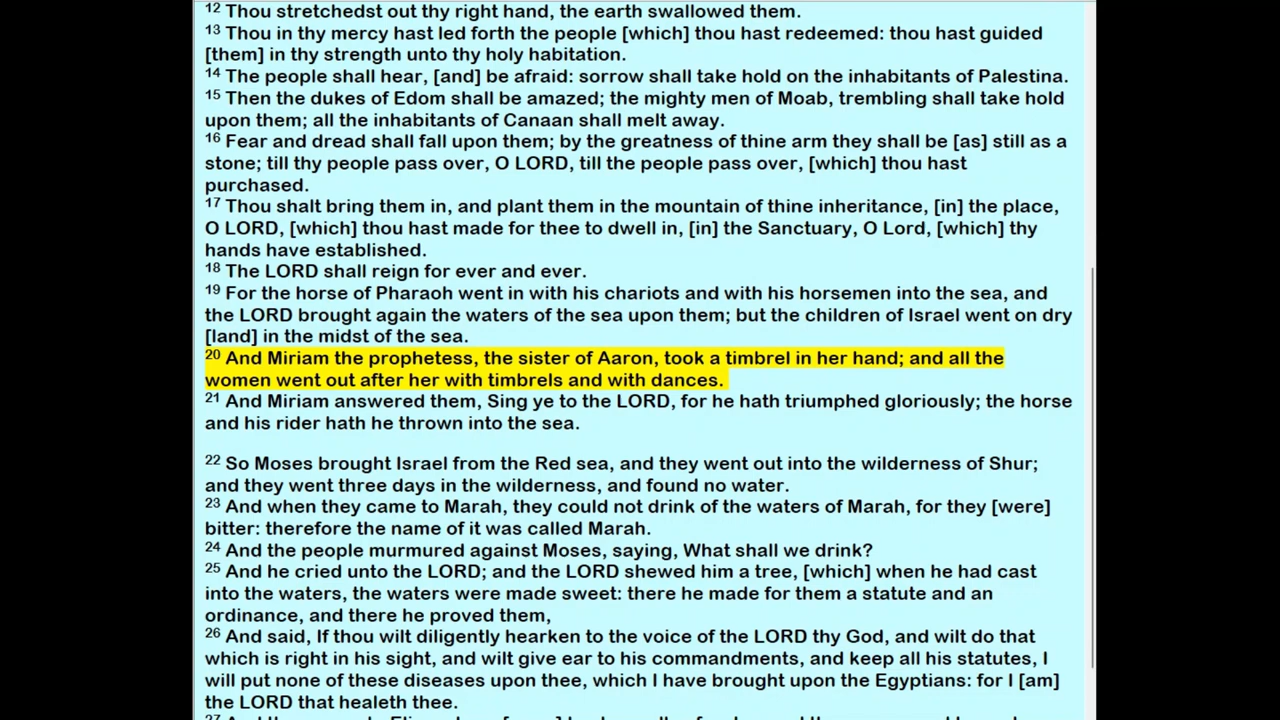 12 Thou stretchedst out thy right hand, the earth swallowed them.
13 Thou in thy mercy hast led forth the people [which] thou hast redeemed: thou hast guided
[them] in thy strength unto thy holy habitation.
14 The people shall hear, [and] be afraid: sorrow shall take hold on the inhabitants of Palestina.
15 Then the dukes of Edom shall be amazed; the mighty men of Moab, trembling shall take hold
upon them; all the inhabitants of Canaan shall melt away.
16 Fear and dread shall fall upon them; by the greatness of thine arm they shall be [as] still as a
stone; till thy people pass over, O LORD, till the people pass over, [which] thou hast
purchased.
17 Thou shalt bring them in, and plant them in the mountain of thine inheritance, [in] the place,
O LORD, [which] thou hast made for thee to dwell in, [in] the Sanctuary, O Lord, [which] thy
hands have established.
18 The LORD shall reign for ever and ever.
19 For the horse of Pharaoh went in with his chariots and with his horsemen into the sea, and
the LORD brought again the waters of the sea upon them; but the children of Israel went on dry
[land] in the midst of the sea.
20 And Miriam the prophetess, the sister of Aaron, took a timbrel in her hand; and all the
women went out after her with timbrels and with dances.
21 And Miriam answered them, Sing ye to the LORD, for he hath triumphed gloriously; the horse
and his rider hath he thrown into the sea.
22 So Moses brought Israel from the Red sea, and they went out into the wilderness of Shur;
and they went three days in the wilderness, and found no water.
23 And when they came to Marah, they could not drink of the waters of Marah, for they [were]
bitter: therefore the name of it was called Marah.
24 And the people murmured against Moses, saying, What shall we drink?
25 And he cried unto the LORD; and the LORD shewed him a tree, [which] when he had cast
into the waters, the waters were made sweet: there he made for them a statute and an
ordinance, and there he proved them,
26 And said, If thou wilt diligently hearken to the voice of the LORD thy God, and wilt do that
which is right in his sight, and wilt give ear to his commandments, and keep all his statutes, I
will put none of these diseases upon thee, which I have brought upon the Egyptians: for I [am]
the LORD that healeth thee.